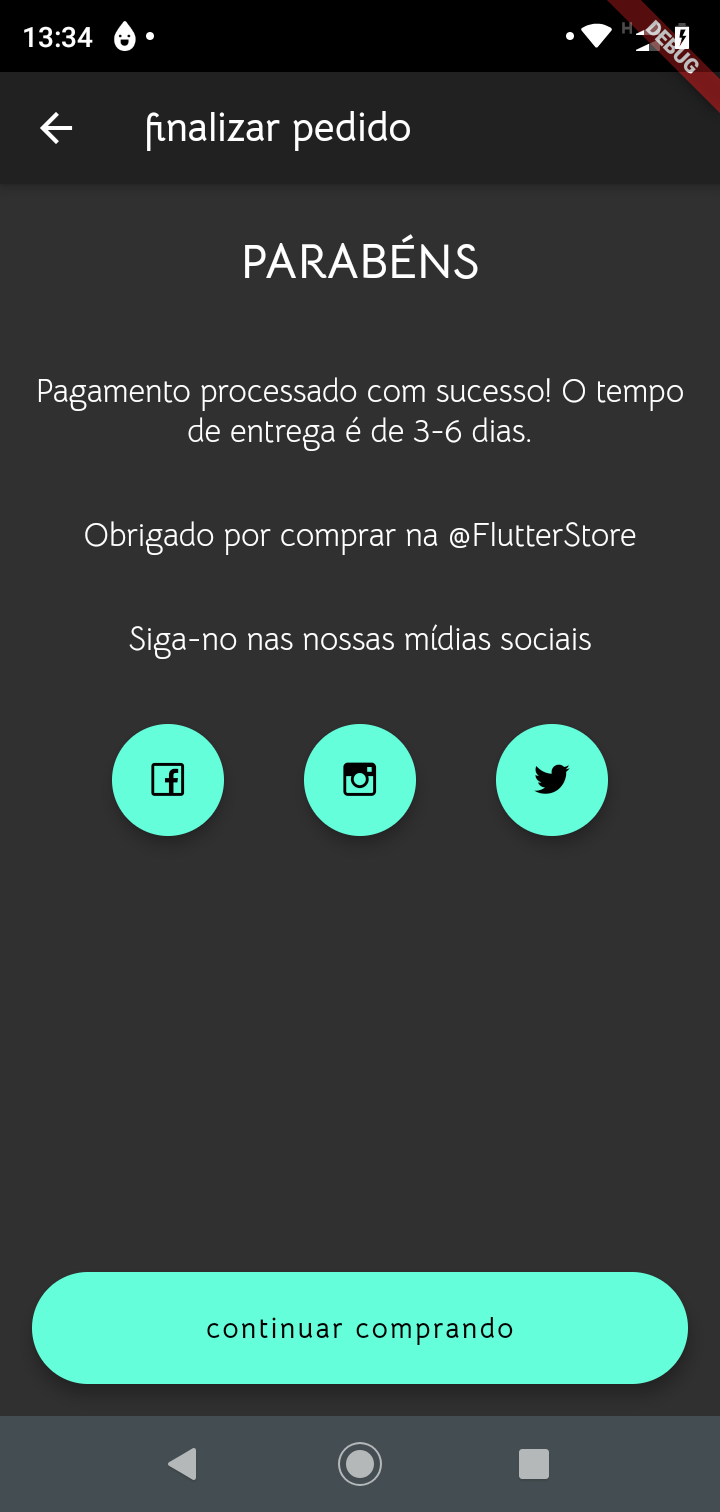 13:34
H
DEBUG
finalizar pedido
PARABÉNS
Pagamento processado com sucesso! O tempo
de entrega é de 3-6 dias.
Obrigado por comprar na @FlutterStore
Siga-no nas nossas mídias sociais
continuar comprando